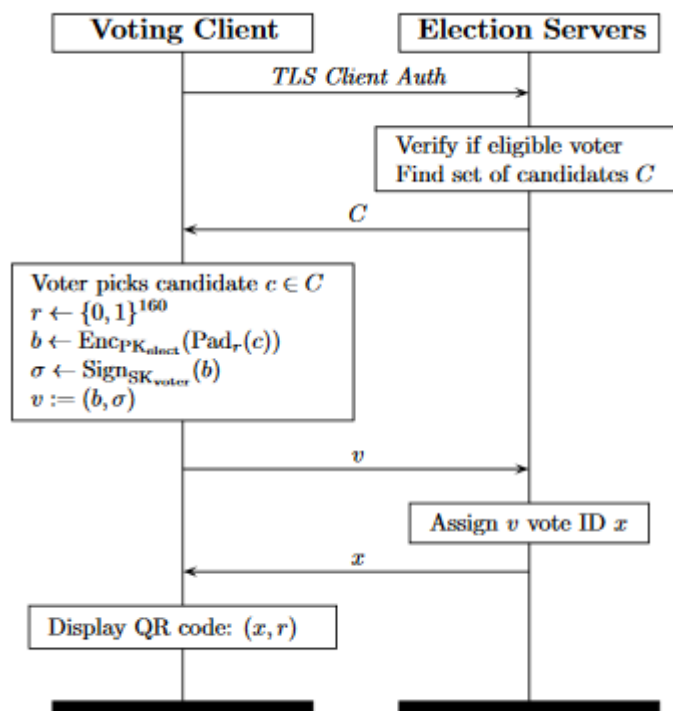 Voting Client
Election Servers
TLS Client Auth
Verify if eligible voter
Find set of candidates C
C
Voter picks candidate c ∈ C
r ← {0, 1}^160
b ← Enc_PK_elect(Pad_r(c))
σ ← Sign_SK_voter(b)
v := (b, σ)
v
Assign v vote ID x
x
Display QR code: (x, r)